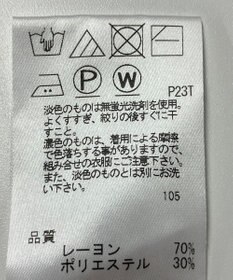 P W
P23T
淡色のものは無蛍光洗剤を使用。
よくすすぎ、絞りの後すぐに干
すこと。
濃色のものは、着用による摩擦
で色落ちする事がありますので、
組み合せの衣服にご注意下さい。
また、淡色のものとは別にお洗
い下さい。
105
品質
レーヨン 70%
ポリエステル 30%